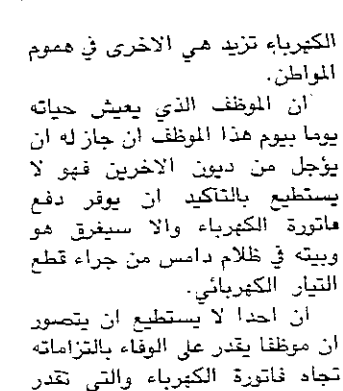 الكهرباء تزيد هي الاخرى في هموم
المواطن.
ان الموظف الذي يعيش حياته
يوما بيوم هذا الموظف ان جاز له ان
يؤجل من ديون الاخرين فهو لا
يستطيع بالتاكيد ان يوفر دفع
فاتورة الكهرباء والا سيغرق هو
وبيته في ظلام دامس من جراء قطع
التيار الكهربائي.
ان احدا لا يستطيع ان يتصور
ان موظفا يقدر على الوفاء بالتزاماته
تجاه فاتورة الكهرباء والتي تقدر